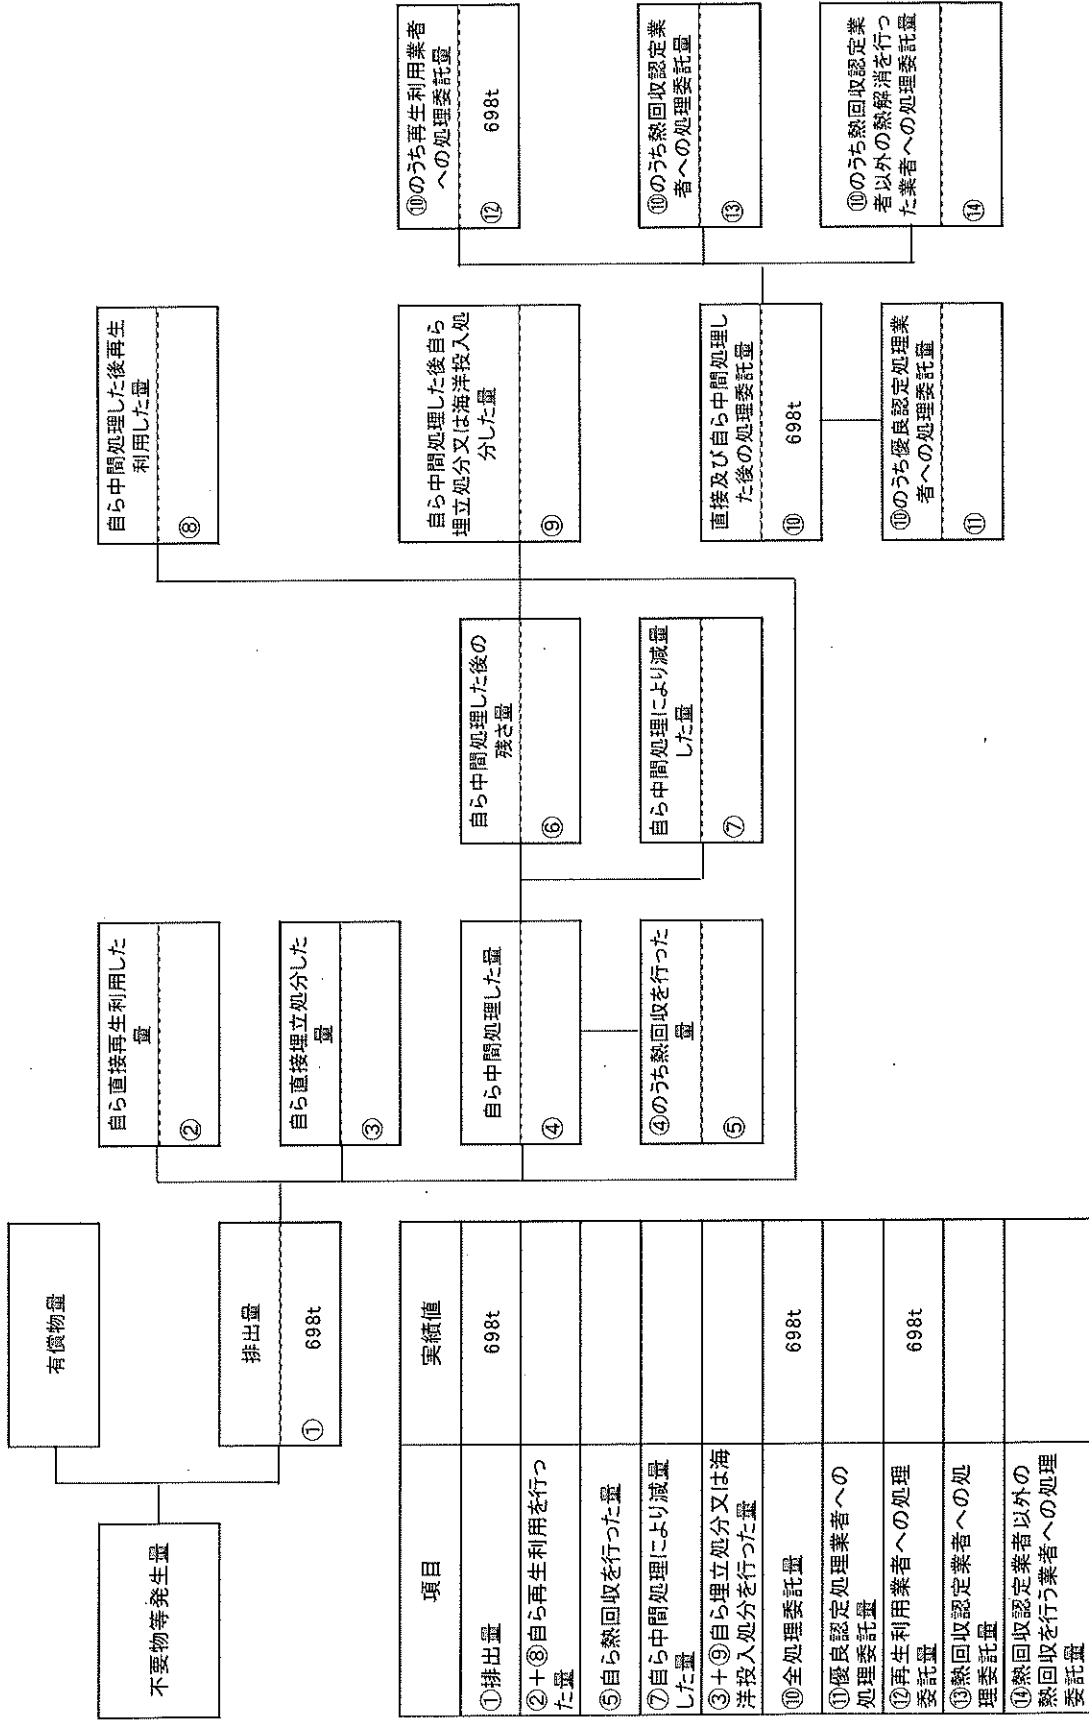 不要物等発生量
有償物量
排出量
① 698t
自ら直接再生利用した
量
②
自ら直接埋立処分した
量
③
自ら中間処理した量
④
④のうち熱回収を行った
量
⑤
自ら中間処理した後の
残さ量
⑥
自ら中間処理により減量
した量
⑦
自ら中間処理した後再生
利用した量
⑧
自ら中間処理した後自ら
埋立処分又は海洋投入処
分した量
⑨
直接及び自ら中間処理し
た後の処理委託量
⑩ 698t
⑩のうち優良認定処理業
者への処理委託量
⑪
⑩のうち再生利用業者
への処理委託量
⑫ 698t
⑩のうち熱回収認定業
者への処理委託量
⑬
⑩のうち熱回収認定業
者以外の熱解消を行っ
た業者への処理委託量
⑭
項目 実績値
①排出量 698t
②+⑧自ら再生利用を行っ
た量
⑤自ら熱回収を行った量
⑦自ら中間処理により減量
した量
③+⑨自ら埋立処分又は海
洋投入処分を行った量
⑩全処理委託量 698t
⑪優良認定処理業者への
処理委託量
⑫再生利用業者への処理
委託量 698t
⑬熱回収認定業者への処
理委託量
⑭熱回収認定業者以外の
熱回収を行う業者への処理
委託量